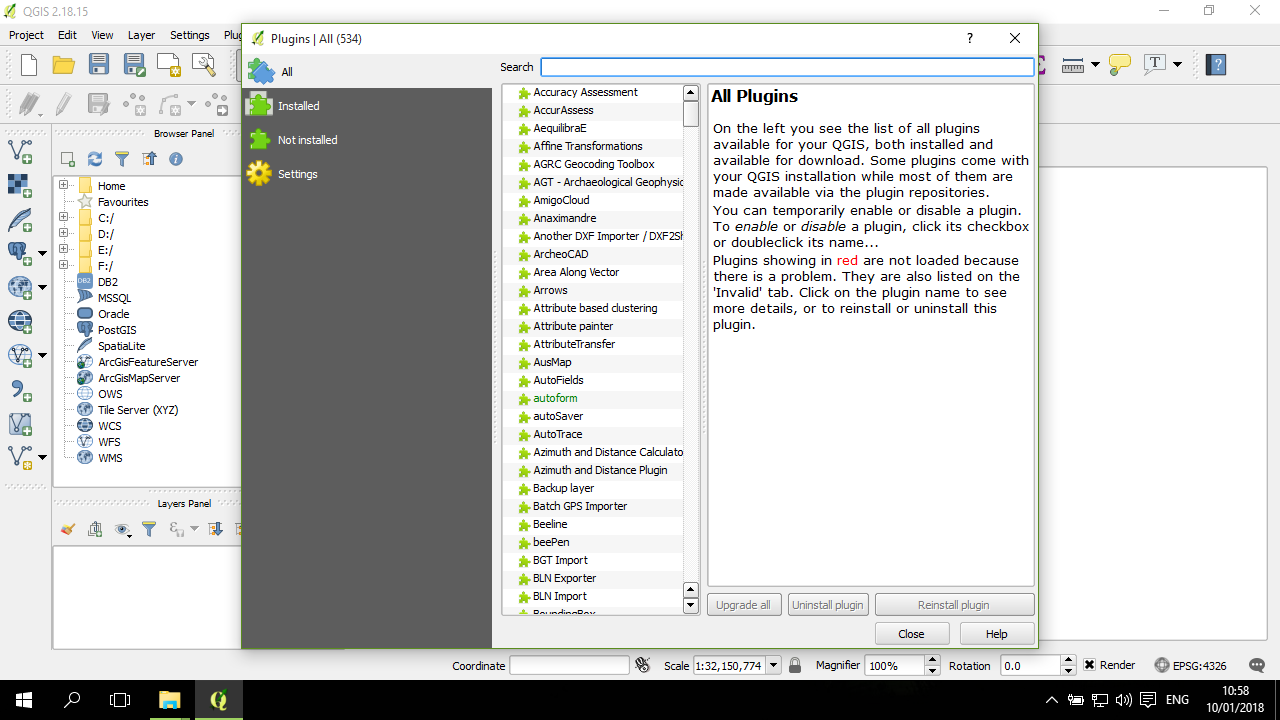 QGIS 2.18.15
Project Edit View Layer Settings
Plugins | All (534)
?
All
Installed
Not installed
Settings
Search
Browser Panel
Home
Favourites
C:/
D:/
E:/
F:/
DB2
MSSQL
Oracle
PostGIS
SpatiaLite
ArcGisFeatureServer
ArcGisMapServer
OWS
Tile Server (XYZ)
WCS
WFS
WMS
Layers Panel
Accuracy Assessment
AccurAssess
AequilibraE
Affine Transformations
AGRC Geocoding Toolbox
AGT - Archaeological Geophysic
AmigoCloud
Anaximandre
Another DXF Importer / DXF2Sh
ArcheoCAD
Area Along Vector
Arrows
Attribute based clustering
Attribute painter
AttributeTransfer
AusMap
AutoFields
autoform
autoSaver
AutoTrace
Azimuth and Distance Calculato
Azimuth and Distance Plugin
Backup layer
Batch GPS Importer
Beeline
beePen
BGT Import
BLN Exporter
BLN Import
All Plugins
On the left you see the list of all plugins
available for your QGIS, both installed and
available for download. Some plugins come with
your QGIS installation while most of them are
made available via the plugin repositories.
You can temporarily enable or disable a plugin.
To enable or disable a plugin, click its checkbox
or doubleclick its name...
Plugins showing in red are not loaded because
there is a problem. They are also listed on the
'Invalid' tab. Click on the plugin name to see
more details, or to reinstall or uninstall this
plugin.
Upgrade all Uninstall plugin Reinstall plugin
Close Help
Coordinate Scale 1:32,150,774 Magnifier 100% Rotation 0.0 Render EPSG:4326
ENG
10:58
10/01/2018